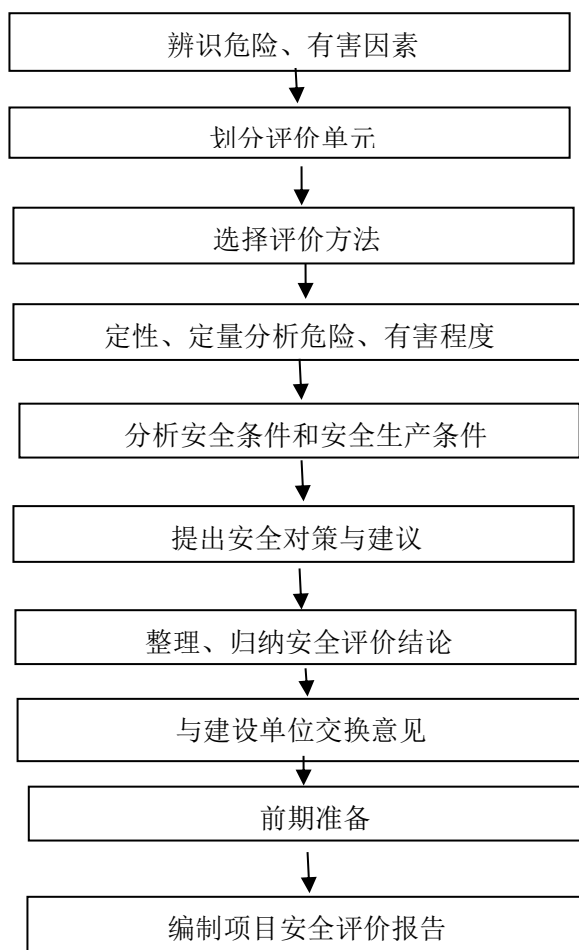 辨识危险、有害因素
划分评价单元
选择评价方法
定性、定量分析危险、有害程度
分析安全条件和安全生产条件
提出安全对策与建议
整理、归纳安全评价结论
与建设单位交换意见
前期准备
编制项目安全评价报告